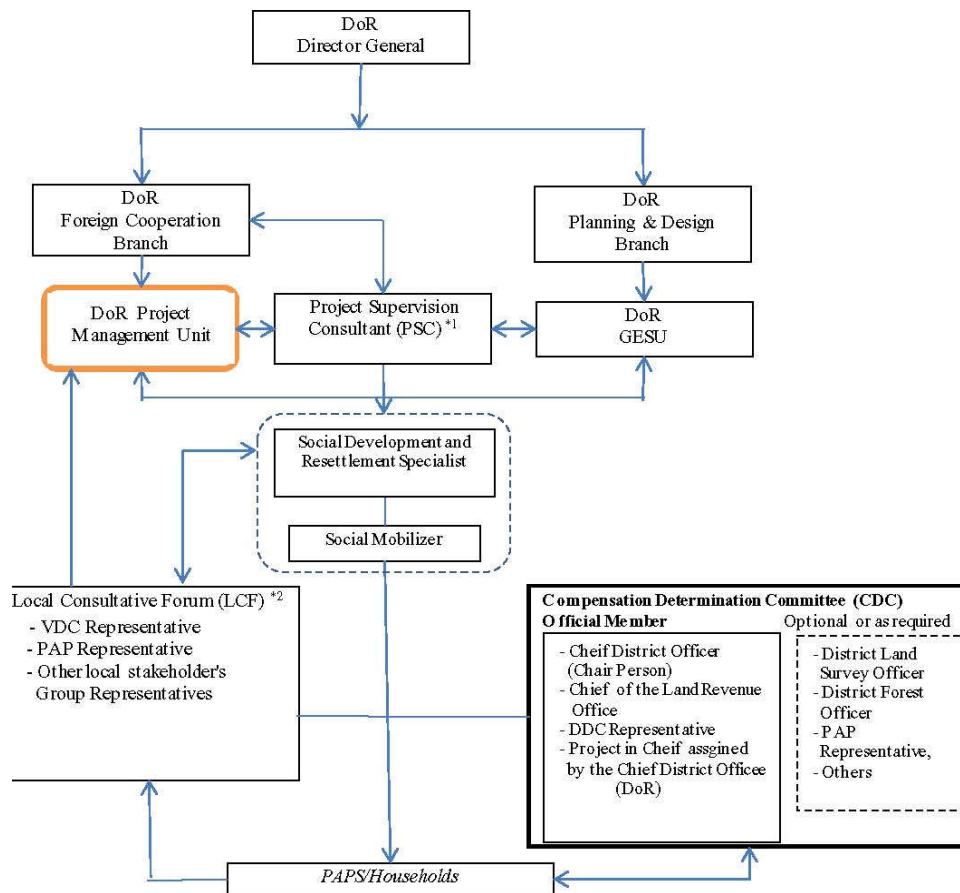 DoR
Director General
DoR
Foreign Cooperation
Branch
DoR
Planning & Design
Branch
DoR Project
Management Unit
Project Supervision
Consultant (PSC) *1
DoR
GESU
Social Development and
Resettlement Specialist
Social Mobilizer
Local Consultative Forum (LCF) *2
- VDC Representative
- PAP Representative
- Other local stakeholder's
Group Representatives
Compensation Determination Committee (CDC)
Official Member
Optional or as required
- Cheif District Officer
(Chair Person)
- Chief of the Land Revenue
Office
- DDC Representative
- Project in Cheif assgined
by the Chief District Officee
(DoR)
- District Land
Survey Officer
- District Forest
Officer
- PAP
Representative,
- Others
PAPS/Households